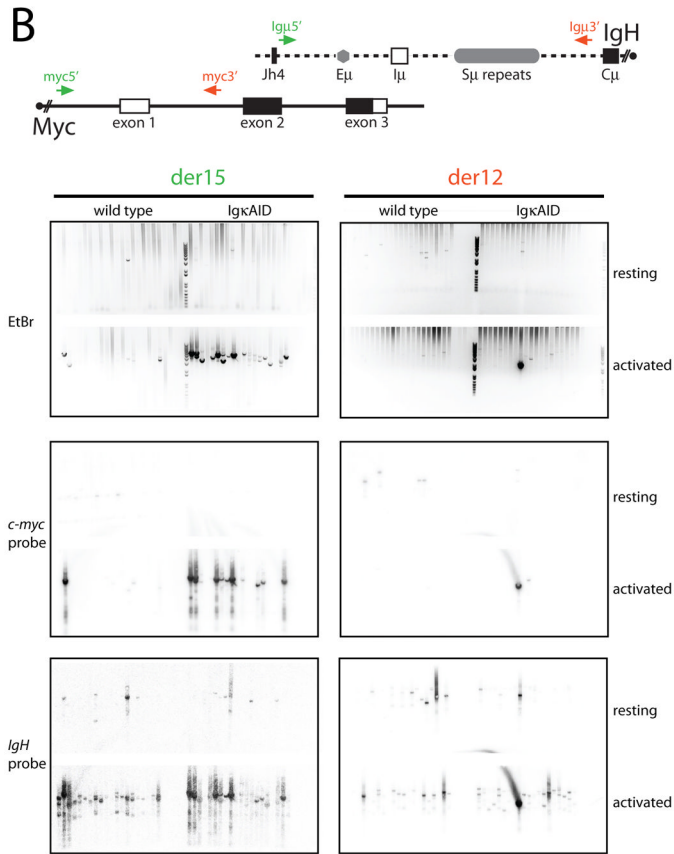 B
Igμ5’
Igμ3’
IgH
Jh4
Eμ
Iμ
Sμ repeats
Cμ
myc5’
myc3’
Myc
exon 1
exon 2
exon 3
der15
der12
wild type
IgκAID
wild type
IgκAID
EtBr
resting
activated
c-myc
probe
resting
activated
IgH
probe
resting
activated